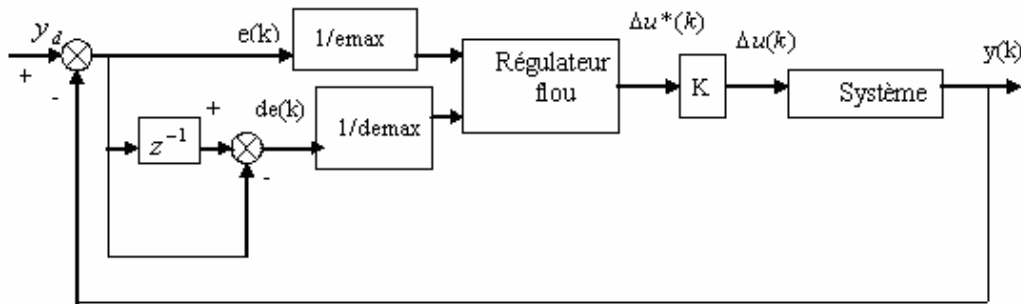 Δu*(k)
y_d
e(k)
1/emax
Régulateur
flou
Δu(k)
y(k)
+
-
K
Système
z^{-1}
+
de(k)
1/demax
-